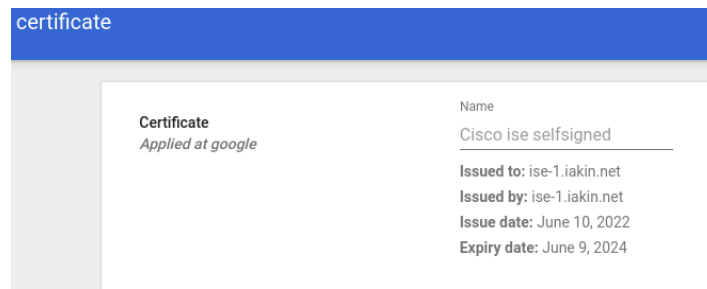 certificate
Certificate
Applied at google
Name
Cisco ise selfsigned
Issued to: ise-1.iakin.net
Issued by: ise-1.iakin.net
Issue date: June 10, 2022
Expiry date: June 9, 2024